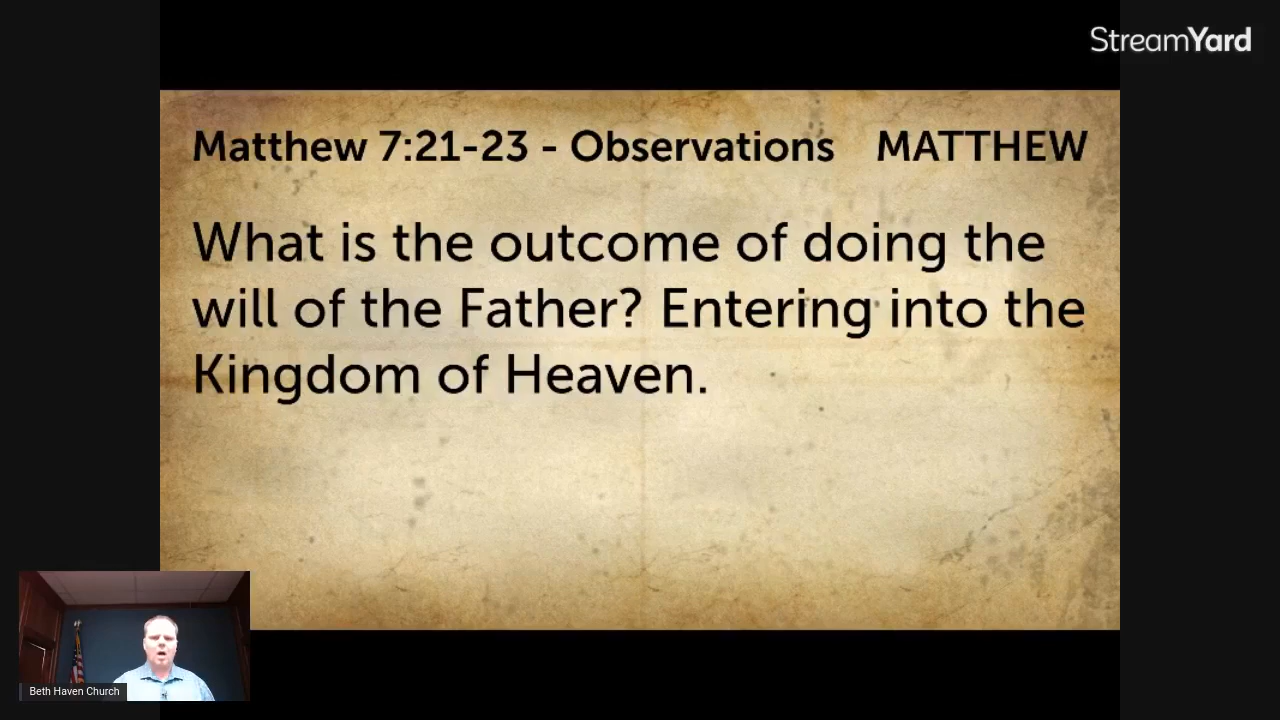 StreamYard
Matthew 7:21-23 - Observations MATTHEW
What is the outcome of doing the
will of the Father? Entering into the
Kingdom of Heaven.
Beth Haven Church